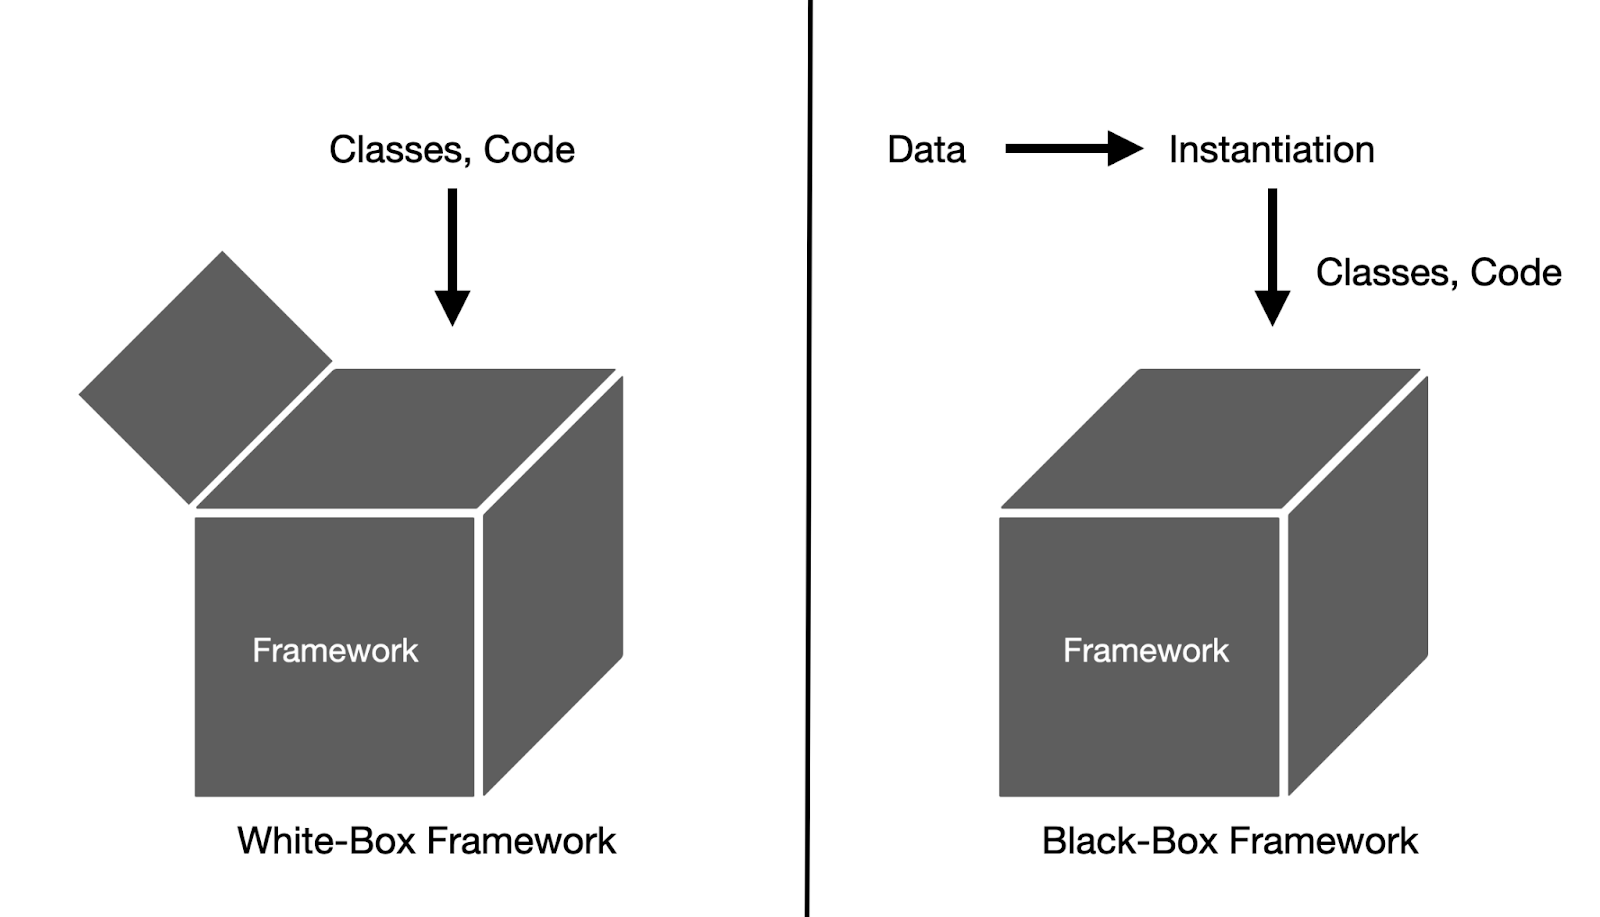 Classes, Code
Framework
White-Box Framework
Data
Instantiation
Classes, Code
Framework
Black-Box Framework